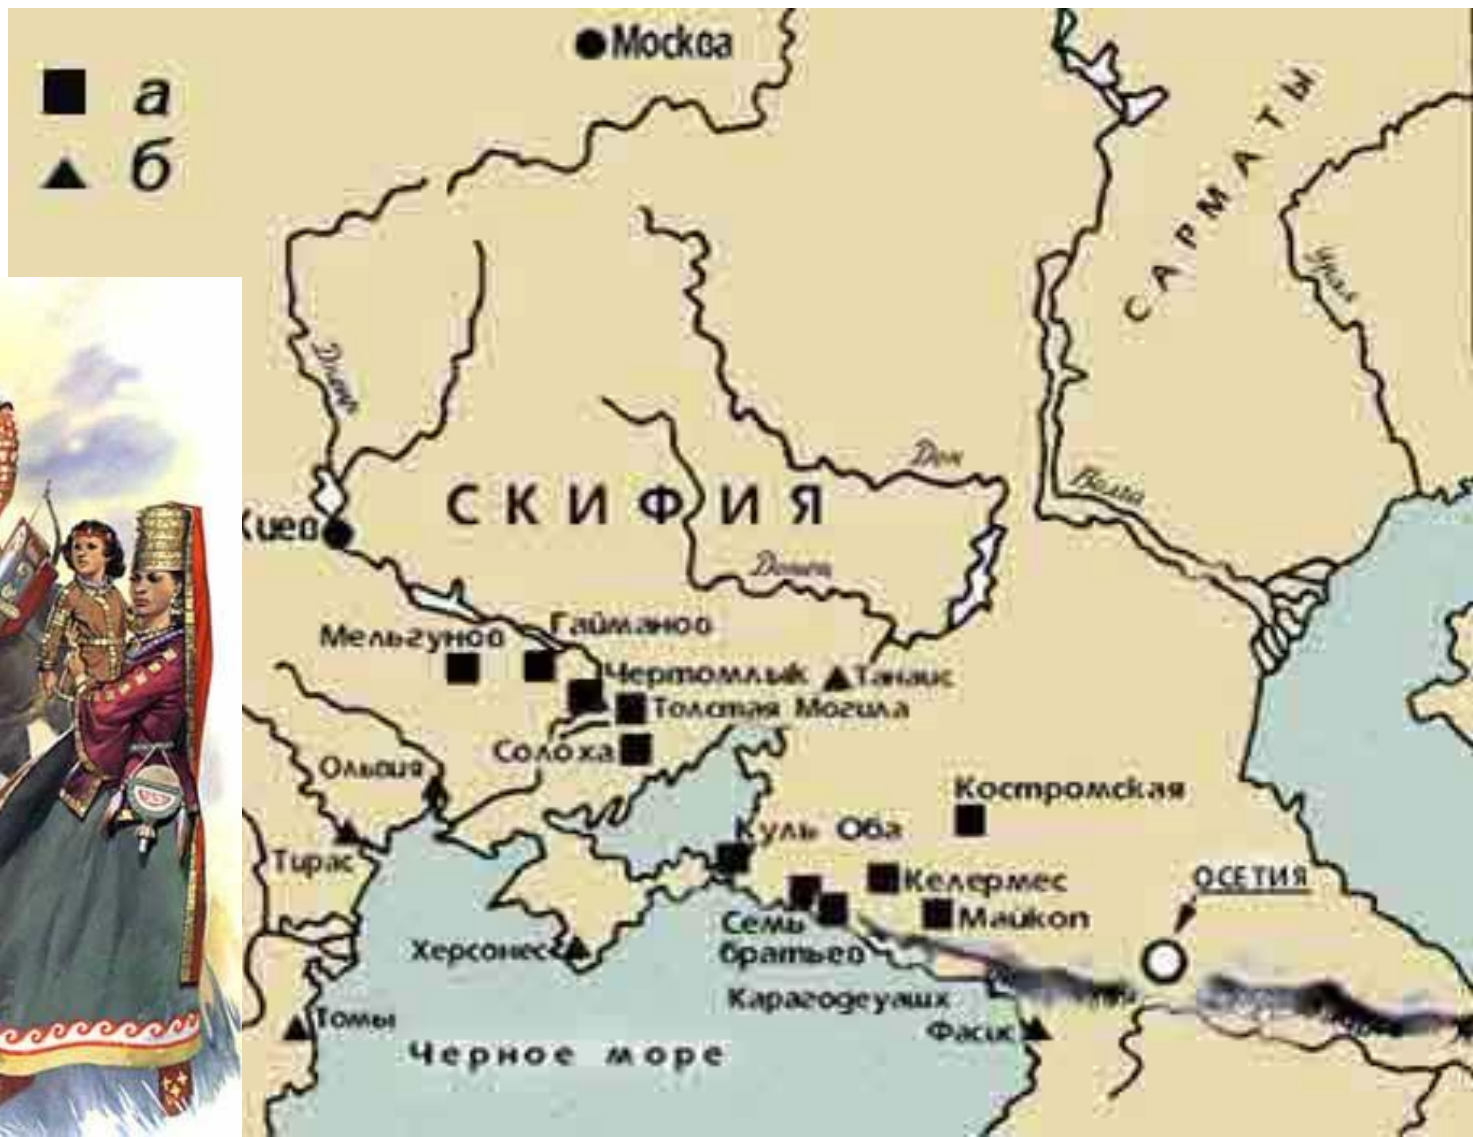 Москва
а
б
САРМАТЫ
Урал
Днепр
Дон
Волга
СКИФИЯ
Киев
Донец
Гайманов
Мельгунов
Чертомлык
Танаис
Толстая Могила
Солоха
Ольвия
Костромская
Куль Оба
Тирас
Келермес
ОСЕТИЯ
Майкоп
Семь
братьев
Херсонес
Карагодеуашх
Томы
Фасис
Черное море